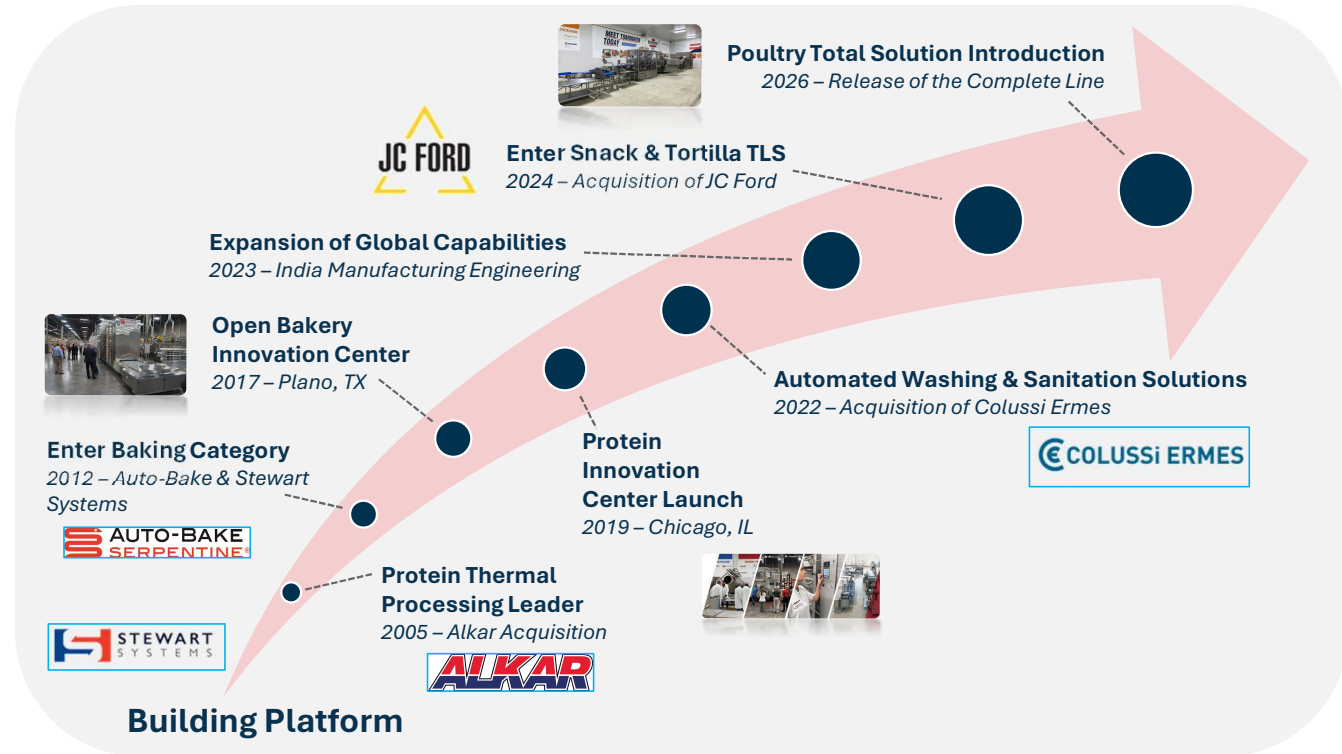 MEET TOMORROW
TODAY
Poultry Total Solution Introduction
2026 – Release of the Complete Line
JC FORD
Enter Snack & Tortilla TLS
2024 – Acquisition of JC Ford
Expansion of Global Capabilities
2023 – India Manufacturing Engineering
Open Bakery
Innovation Center
2017 – Plano, TX
Automated Washing & Sanitation Solutions
2022 – Acquisition of Colussi Ermes
COLUSSi ERMES
Enter Baking Category
2012 – Auto-Bake & Stewart
Systems
AUTO-BAKE
SERPENTINE®
Protein
Innovation
Center Launch
2019 – Chicago, IL
Protein Thermal
Processing Leader
2005 – Alkar Acquisition
ALKAR
STEWART
SYSTEMS
Building Platform